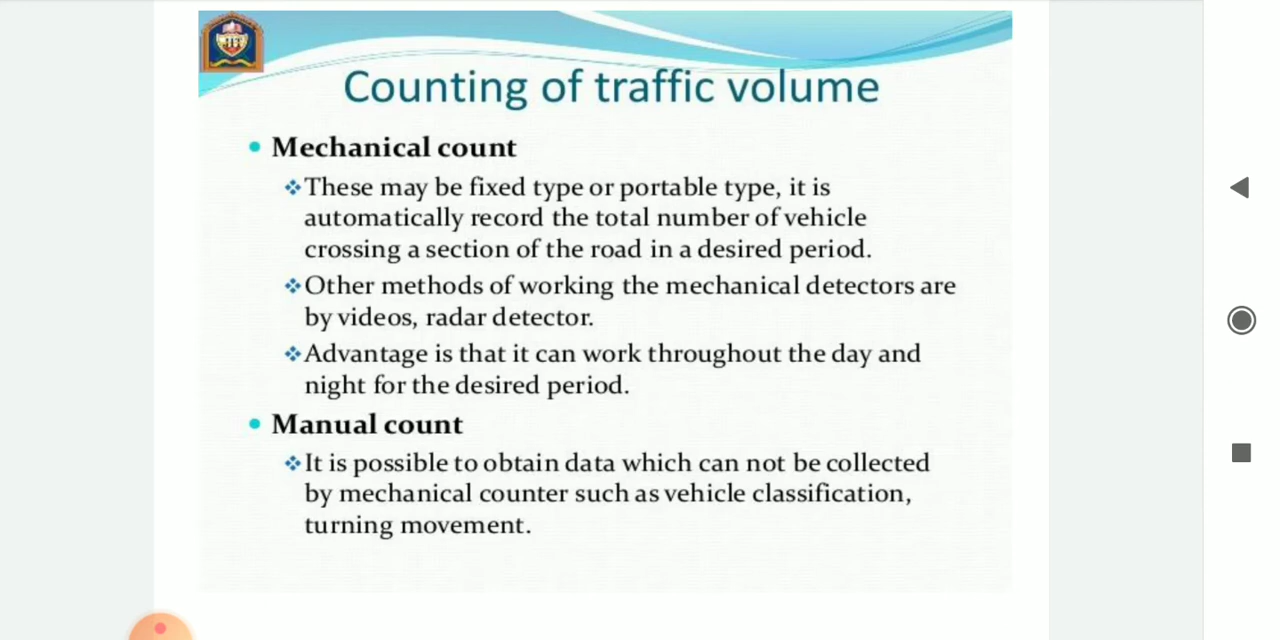 Counting of traffic volume
Mechanical count
These may be fixed type or portable type, it is
automatically record the total number of vehicle
crossing a section of the road in a desired period.
Other methods of working the mechanical detectors are
by videos, radar detector.
Advantage is that it can work throughout the day and
night for the desired period.
Manual count
It is possible to obtain data which can not be collected
by mechanical counter such as vehicle classification,
turning movement.